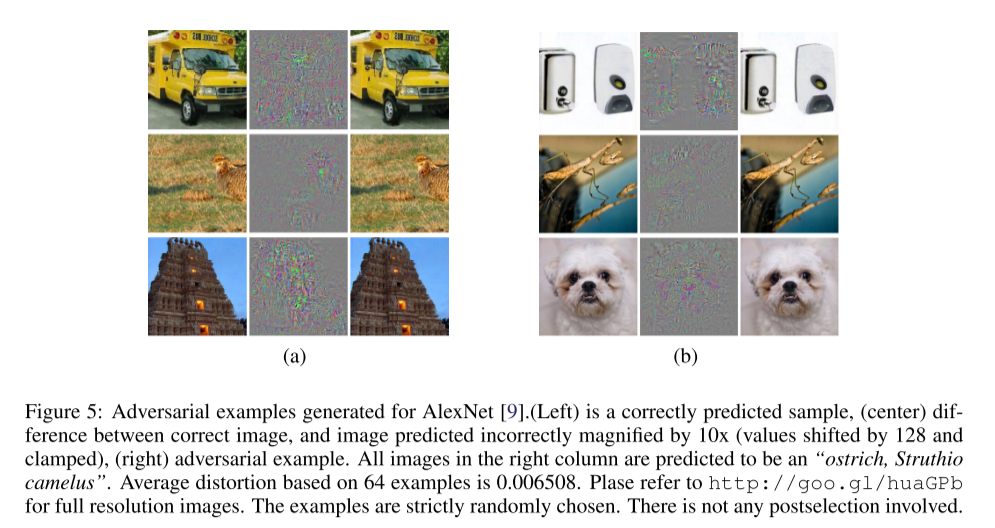 (a)
(b)
Figure 5: Adversarial examples generated for AlexNet [9].(Left) is a correctly predicted sample, (center) dif-
ference between correct image, and image predicted incorrectly magnified by 10x (values shifted by 128 and
clamped), (right) adversarial example. All images in the right column are predicted to be an “ostrich, Struthio
camelus”. Average distortion based on 64 examples is 0.006508. Plase refer to http://goo.gl/huaGPb
for full resolution images. The examples are strictly randomly chosen. There is not any postselection involved.